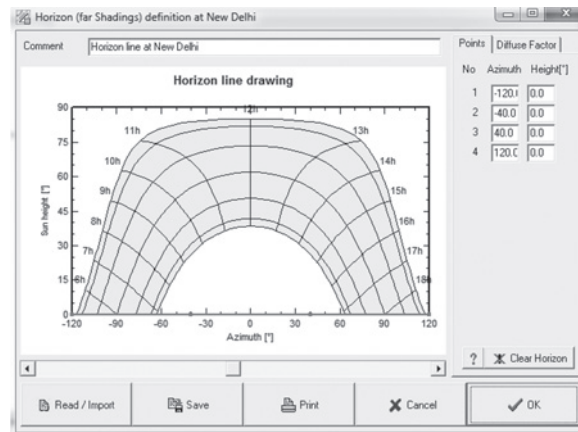 Horizon (far Shadings) definition at New Delhi
Comment
Horizon line at New Delhi
Points
Diffuse Factor
No Azimuth Height[°]
1 -120.( 0.0
2 -40.0 0.0
3 40.0 0.0
4 120.0 0.0
Horizon line drawing
Sun height [°]
90
75
60
45
30
15
0
12h
11h
10h
9h
8h
7h
6h
13h
14h
15h
16h
17h
18h
-120 -90 -60 -30 0 30 60 90 120
Azimuth [°]
? Clear Horizon
Read / Import
Save
Print
Cancel
OK